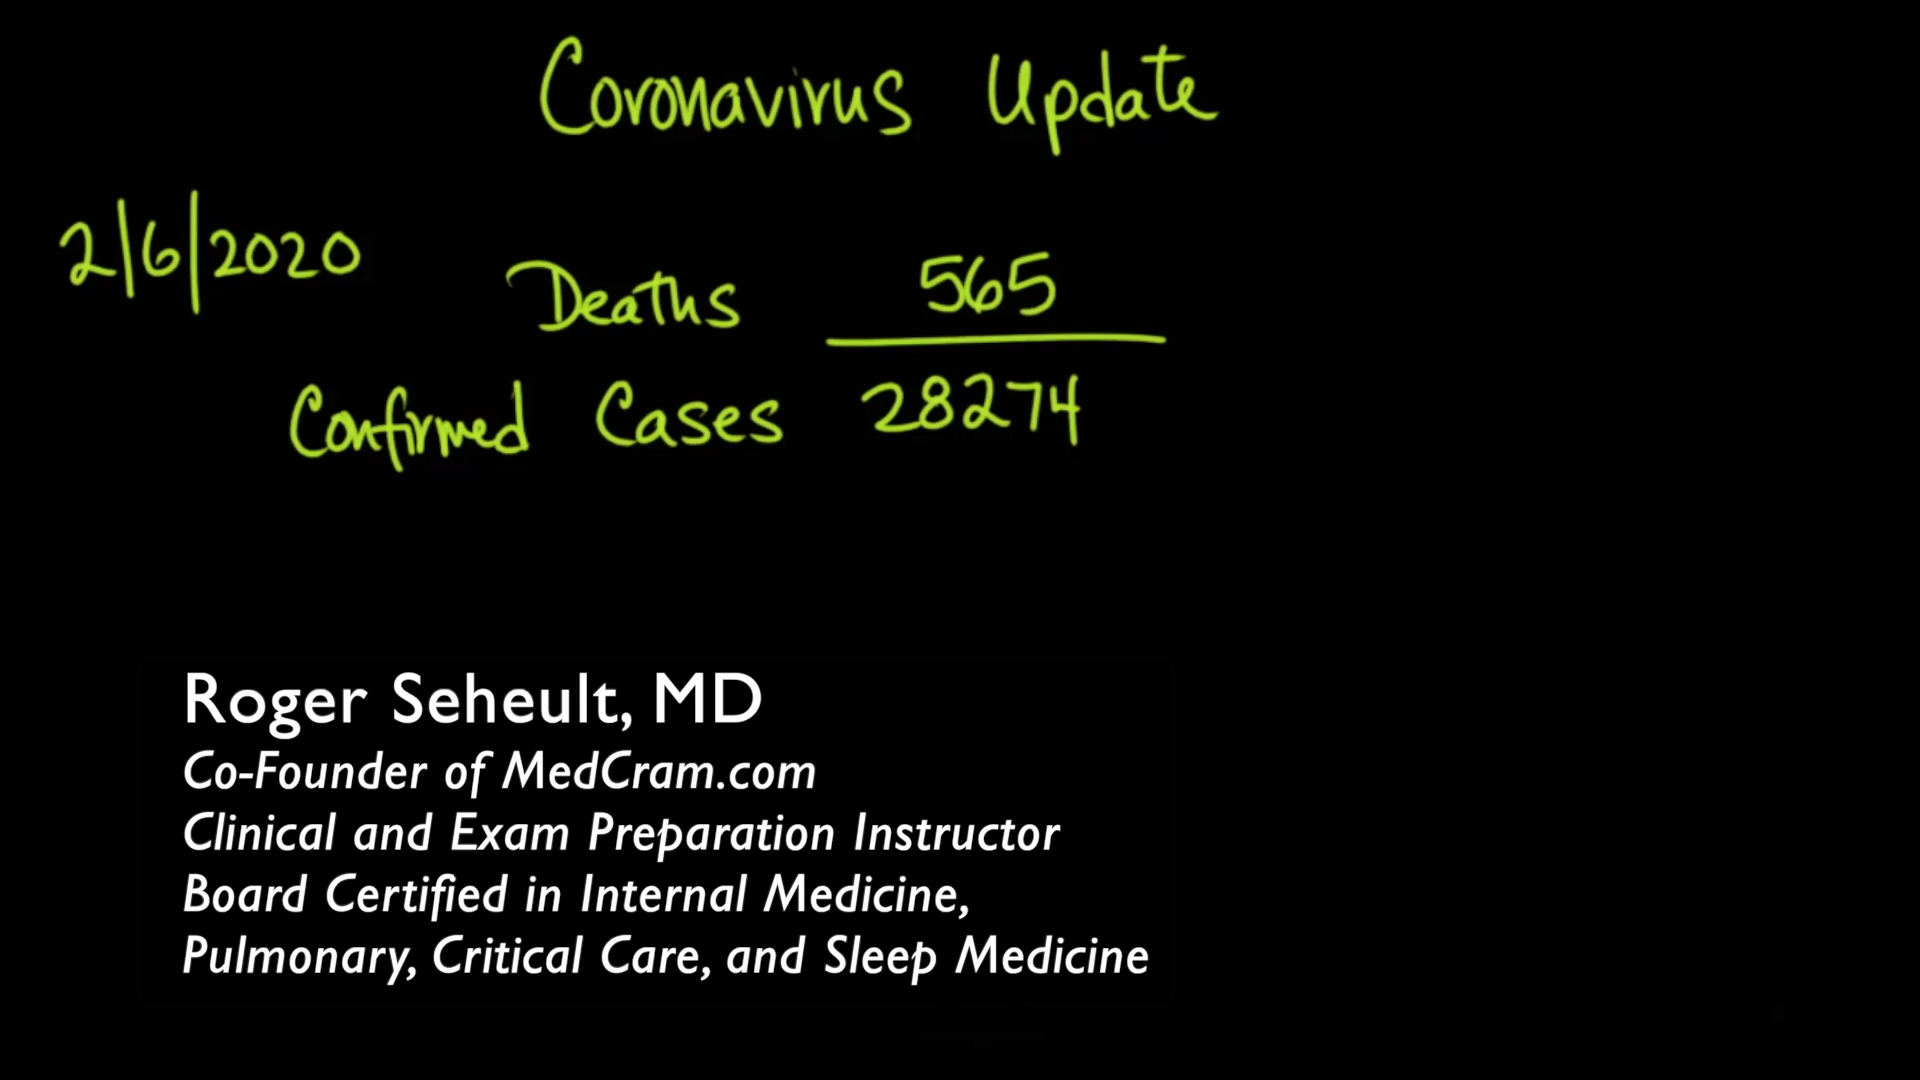 Coronavirus Update
2/6/2020
Deaths 565
Confirmed Cases 28274
Roger Seheult, MD
Co-Founder of MedCram.com
Clinical and Exam Preparation Instructor
Board Certified in Internal Medicine,
Pulmonary, Critical Care, and Sleep Medicine